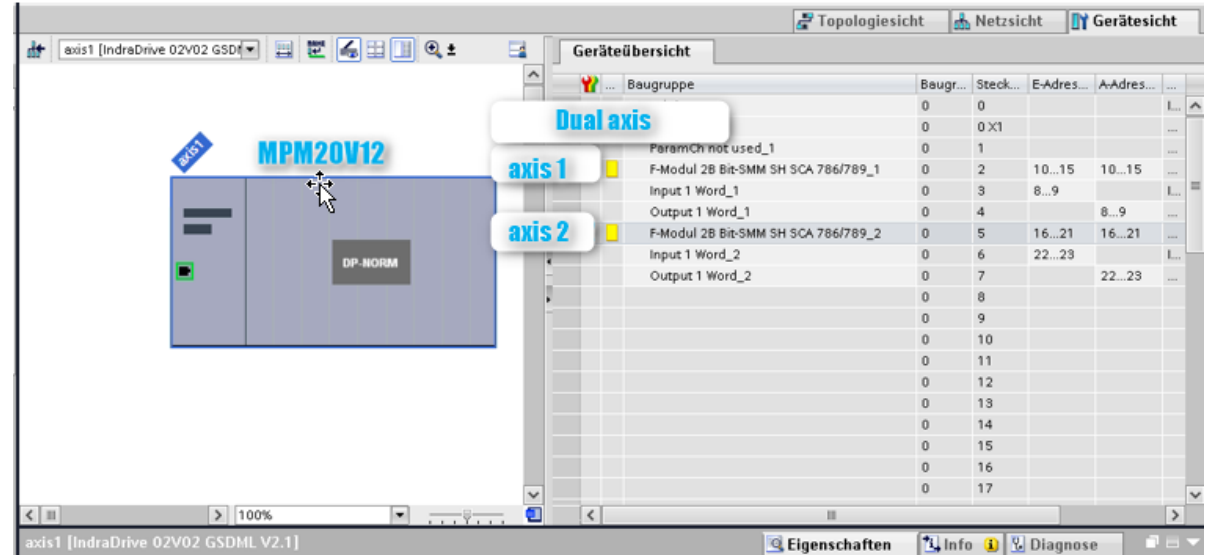 Topologiesicht Netzsicht Gerätesicht
axis1 [IndraDrive 02V02 GSD
Geräteübersicht
... Baugruppe Baugr... Steck... E-Adres... A-Adres... ...
0 0 I...
Dual axis
0 0 X1 ...
ParamCh not used_1 0 1 ...
axis1
MPM20V12
axis 1
F-Modul 2B Bit-SMM SH SCA 786/789_1 0 2 10...15 10...15 ...
Input 1 Word_1 0 3 8...9 I...
Output 1 Word_1 0 4 8...9 ...
axis 2
F-Modul 2B Bit-SMM SH SCA 786/789_2 0 5 16...21 16...21 ...
Input 1 Word_2 0 6 22...23 I...
DP-NORM
Output 1 Word_2 0 7 22...23 ...
0 8
0 9
0 10
0 11
0 12
0 13
0 14
0 15
0 16
0 17
100%
axis1 [IndraDrive 02V02 GSDML V2.1]
Eigenschaften Info Diagnose